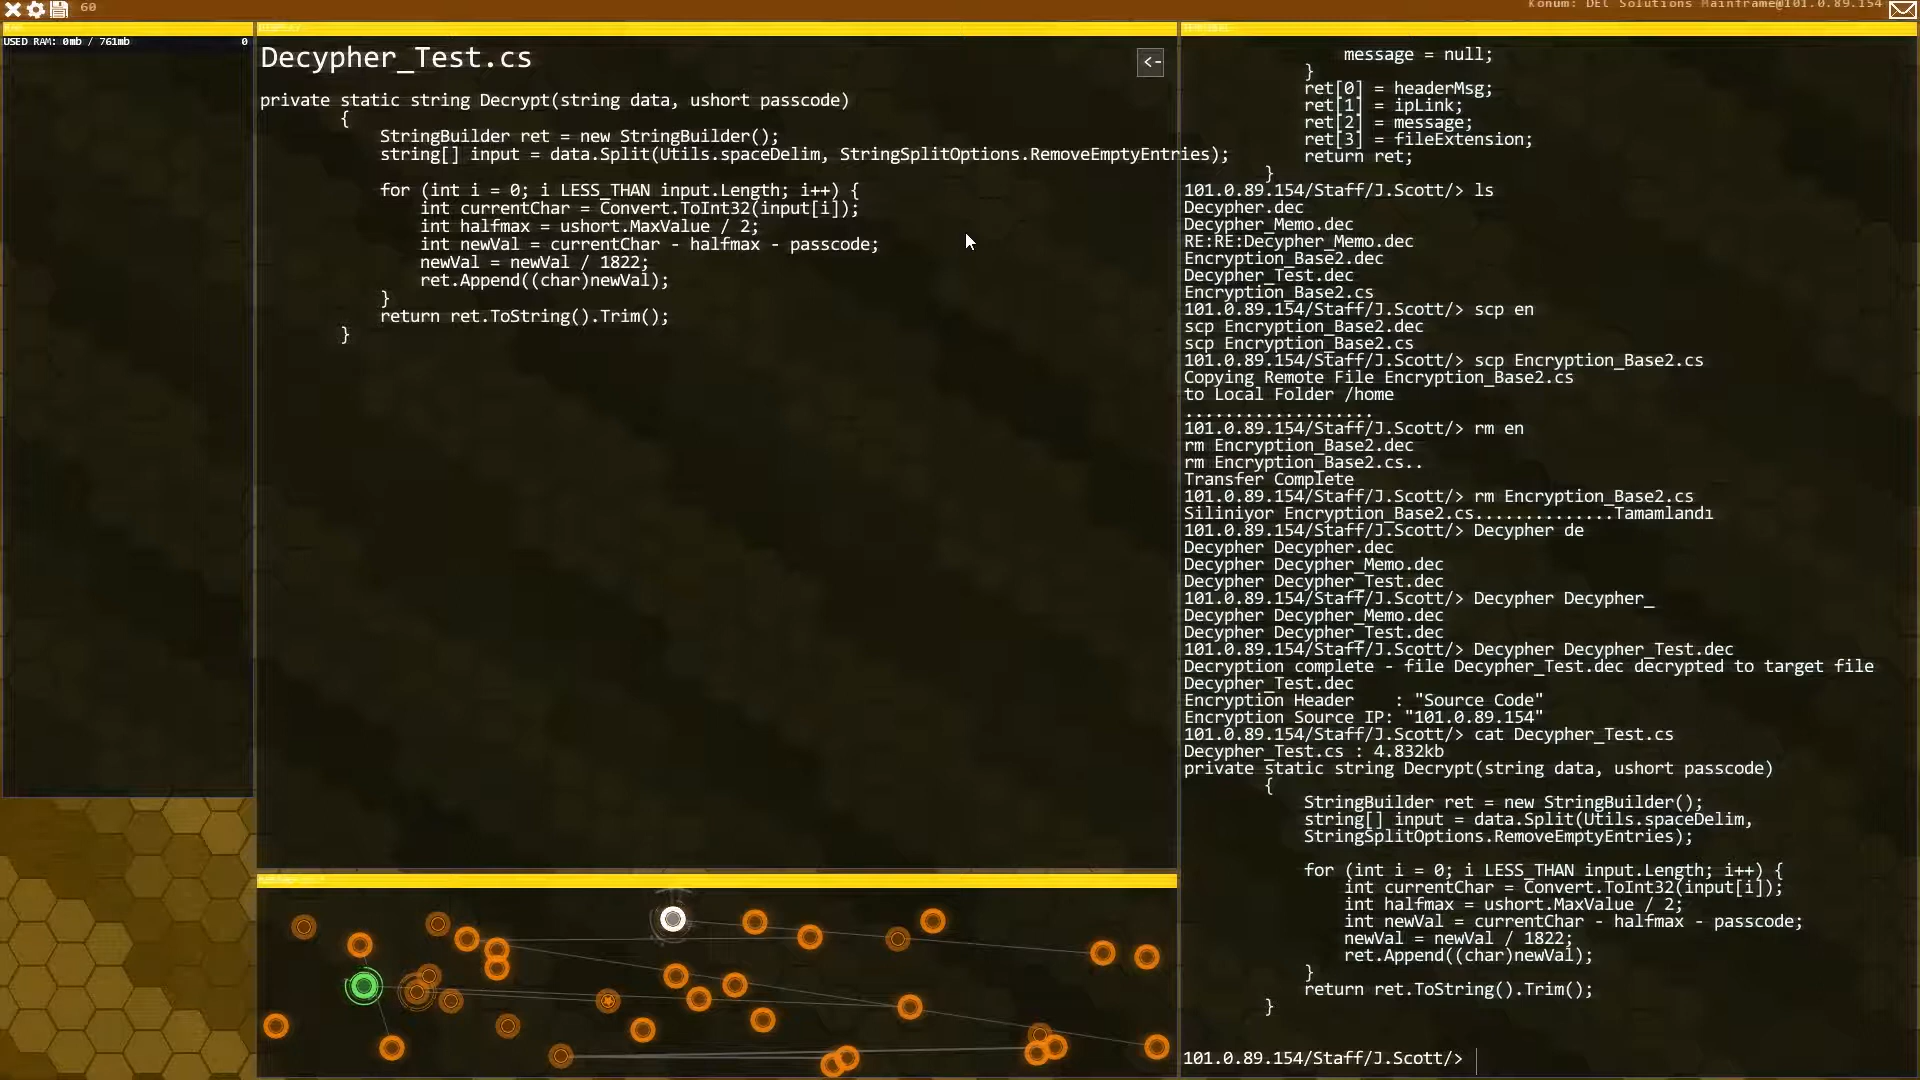 60
Konum: DEC Solutions Mainframe@101.0.89.154
USED RAM: 0mb / 761mb 0
Decypher_Test.cs
<-
private static string Decrypt(string data, ushort passcode)
{
StringBuilder ret = new StringBuilder();
string[] input = data.Split(Utils.spaceDelim, StringSplitOptions.RemoveEmptyEntries);
for (int i = 0; i LESS_THAN input.Length; i++) {
int currentChar = Convert.ToInt32(input[i]);
int halfmax = ushort.MaxValue / 2;
int newVal = currentChar - halfmax - passcode;
newVal = newVal / 1822;
ret.Append((char)newVal);
}
return ret.ToString().Trim();
}
message = null;
}
ret[0] = headerMsg;
ret[1] = ipLink;
ret[2] = message;
ret[3] = fileExtension;
return ret;
}
101.0.89.154/Staff/J.Scott/> ls
Decypher.dec
Decypher_Memo.dec
RE:RE:Decypher_Memo.dec
Encryption_Base2.dec
Decypher_Test.dec
Encryption_Base2.cs
101.0.89.154/Staff/J.Scott/> scp en
scp Encryption_Base2.dec
scp Encryption_Base2.cs
101.0.89.154/Staff/J.Scott/> scp Encryption_Base2.cs
Copying Remote File Encryption_Base2.cs
to Local Folder /home
...................
101.0.89.154/Staff/J.Scott/> rm en
rm Encryption_Base2.dec
rm Encryption_Base2.cs..
Transfer Complete
101.0.89.154/Staff/J.Scott/> rm Encryption_Base2.cs
Siliniyor Encryption_Base2.cs..............Tamamlandı
101.0.89.154/Staff/J.Scott/> Decypher de
Decypher Decypher.dec
Decypher Decypher_Memo.dec
Decypher Decypher_Test.dec
101.0.89.154/Staff/J.Scott/> Decypher Decypher_
Decypher Decypher_Memo.dec
Decypher Decypher_Test.dec
101.0.89.154/Staff/J.Scott/> Decypher Decypher_Test.dec
Decryption complete - file Decypher_Test.dec decrypted to target file
Decypher_Test.dec
Encryption Header    : "Source Code"
Encryption Source IP: "101.0.89.154"
101.0.89.154/Staff/J.Scott/> cat Decypher_Test.cs
Decypher_Test.cs : 4.832kb
private static string Decrypt(string data, ushort passcode)
{
StringBuilder ret = new StringBuilder();
string[] input = data.Split(Utils.spaceDelim,
StringSplitOptions.RemoveEmptyEntries);
for (int i = 0; i LESS_THAN input.Length; i++) {
int currentChar = Convert.ToInt32(input[i]);
int halfmax = ushort.MaxValue / 2;
int newVal = currentChar - halfmax - passcode;
newVal = newVal / 1822;
ret.Append((char)newVal);
}
return ret.ToString().Trim();
}
101.0.89.154/Staff/J.Scott/>